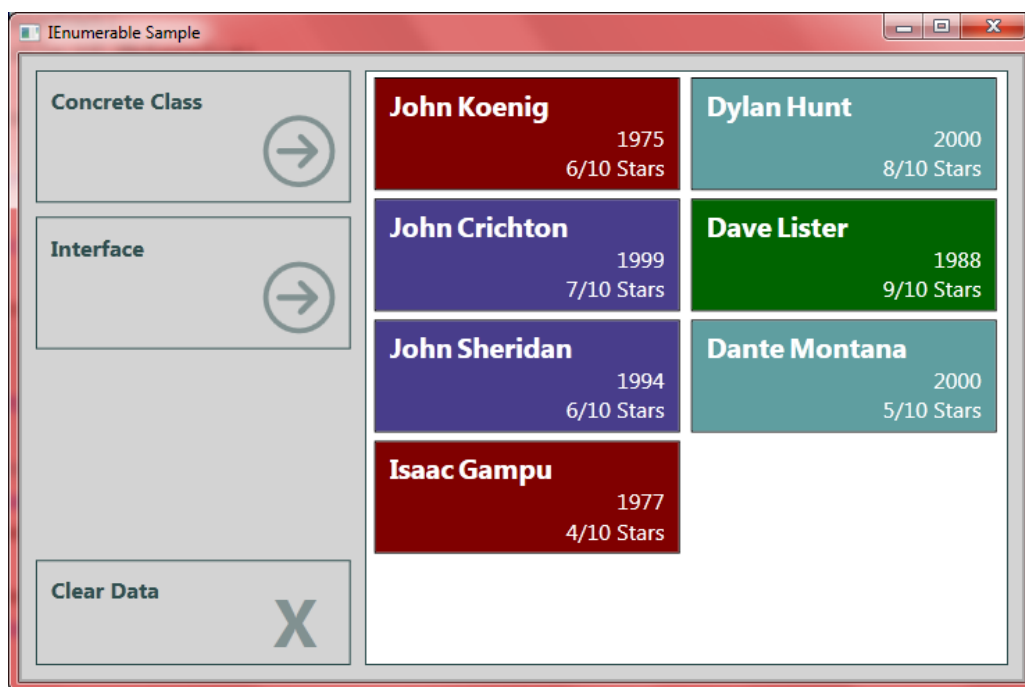 IEnumerable Sample
Concrete Class
Interface
Clear Data
X
John Koenig
1975
6/10 Stars
Dylan Hunt
2000
8/10 Stars
John Crichton
1999
7/10 Stars
Dave Lister
1988
9/10 Stars
John Sheridan
1994
6/10 Stars
Dante Montana
2000
5/10 Stars
Isaac Gampu
1977
4/10 Stars